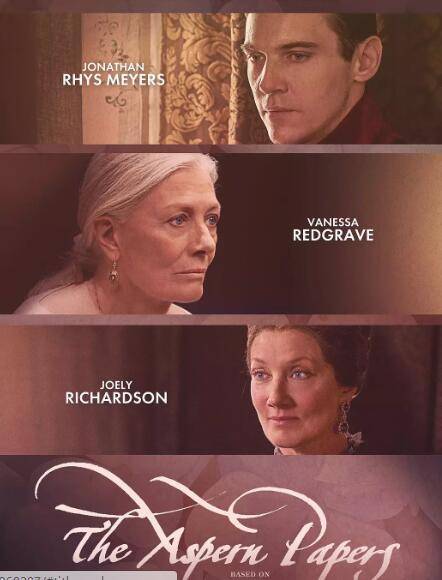 JONATHAN
RHYS MEYERS
VANESSA
REDGRAVE
JOELY
RICHARDSON
The Aspern Papers
BASED ON